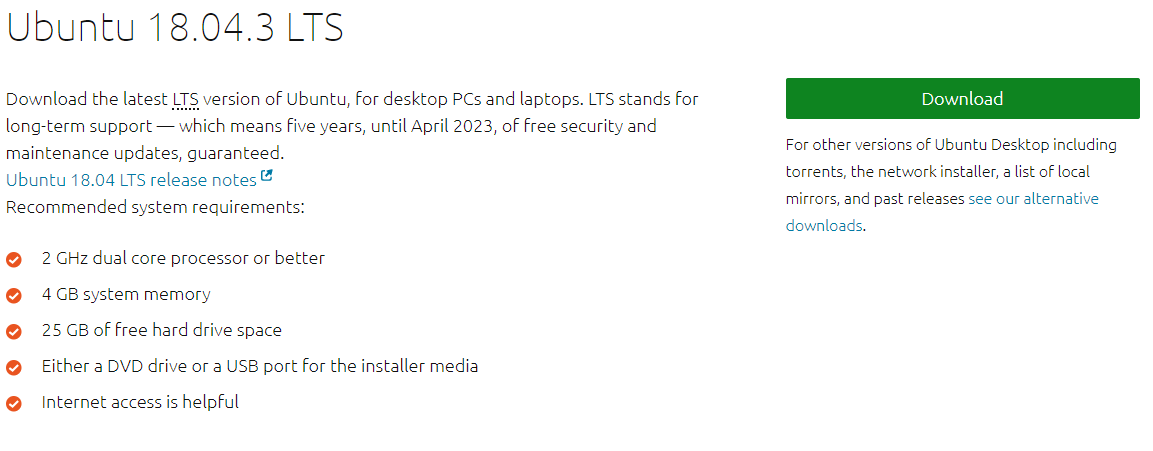 Ubuntu 18.04.3 LTS
Download the latest LTS version of Ubuntu, for desktop PCs and laptops. LTS stands for
long-term support — which means five years, until April 2023, of free security and
maintenance updates, guaranteed.
Ubuntu 18.04 LTS release notes
Recommended system requirements:
2 GHz dual core processor or better
4 GB system memory
25 GB of free hard drive space
Either a DVD drive or a USB port for the installer media
Internet access is helpful
Download
For other versions of Ubuntu Desktop including
torrents, the network installer, a list of local
mirrors, and past releases see our alternative
downloads.